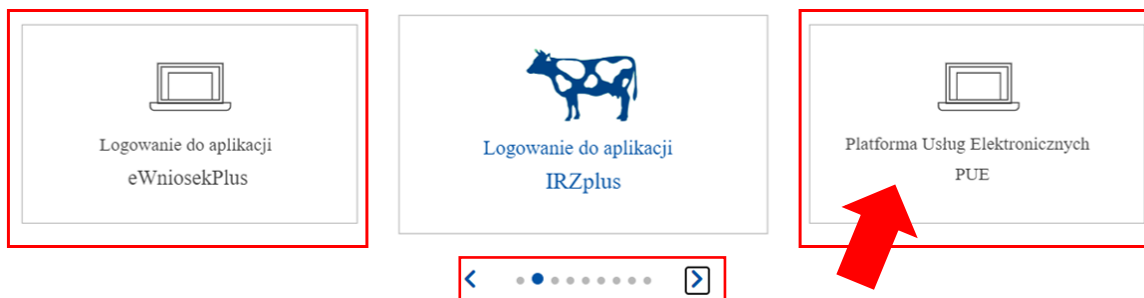 Logowanie do aplikacji
eWniosekPlus
Logowanie do aplikacji
IRZplus
Platforma Usług Elektronicznych
PUE